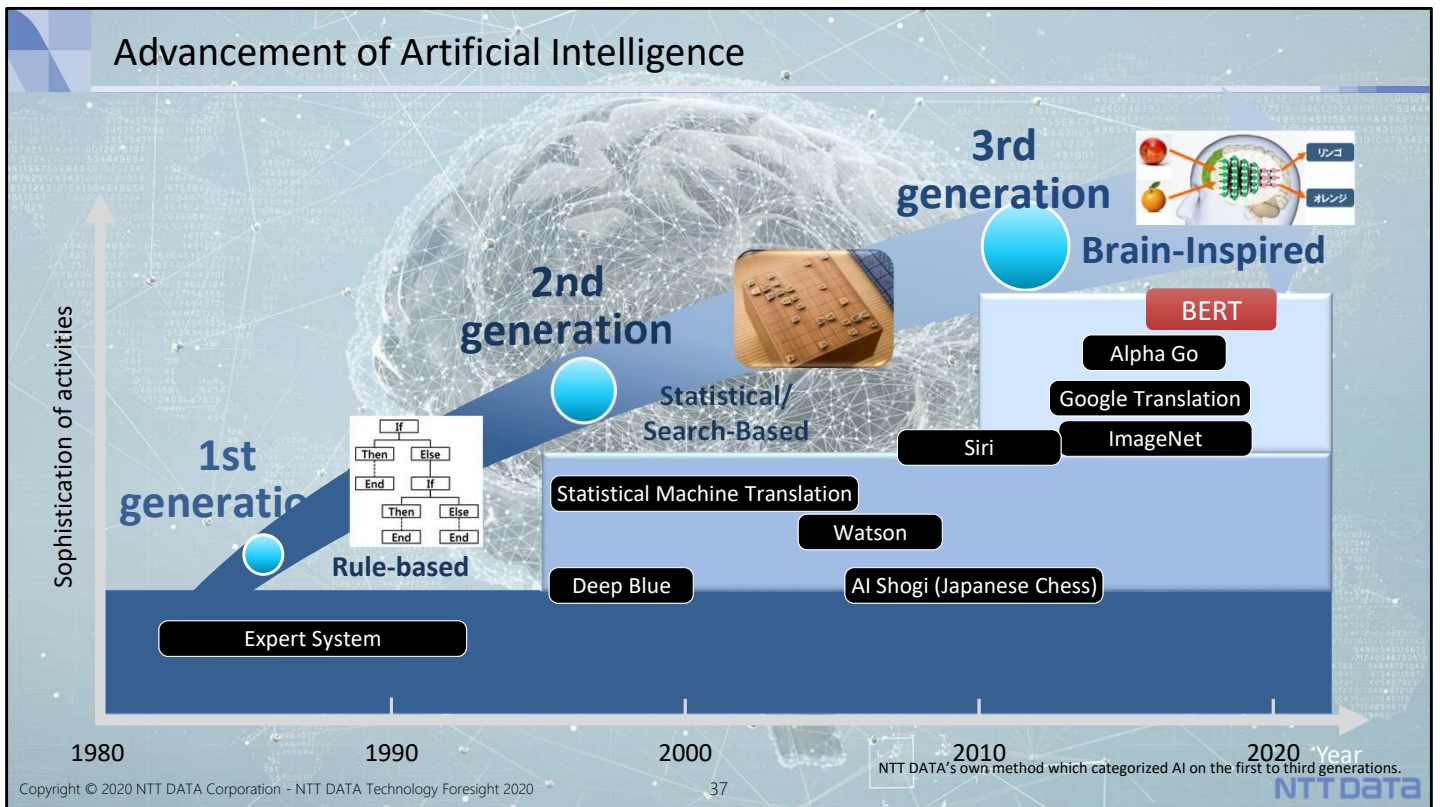 Advancement of Artificial Intelligence
3rd
generation
リンゴ
オレンジ
Brain-Inspired
2nd
generation
Statistical/
Search-Based
BERT
Alpha Go
Google Translation
ImageNet
Siri
1st
generatio
If
Then Else
End If
Then Else
End End
Rule-based
Statistical Machine Translation
Watson
Deep Blue
AI Shogi (Japanese Chess)
Expert System
Sophistication of activities
1980 1990 2000 2010 2020 Year
NTT DATA's own method which categorized AI on the first to third generations.
Copyright © 2020 NTT DATA Corporation - NTT DATA Technology Foresight 2020
37
NTT DATA